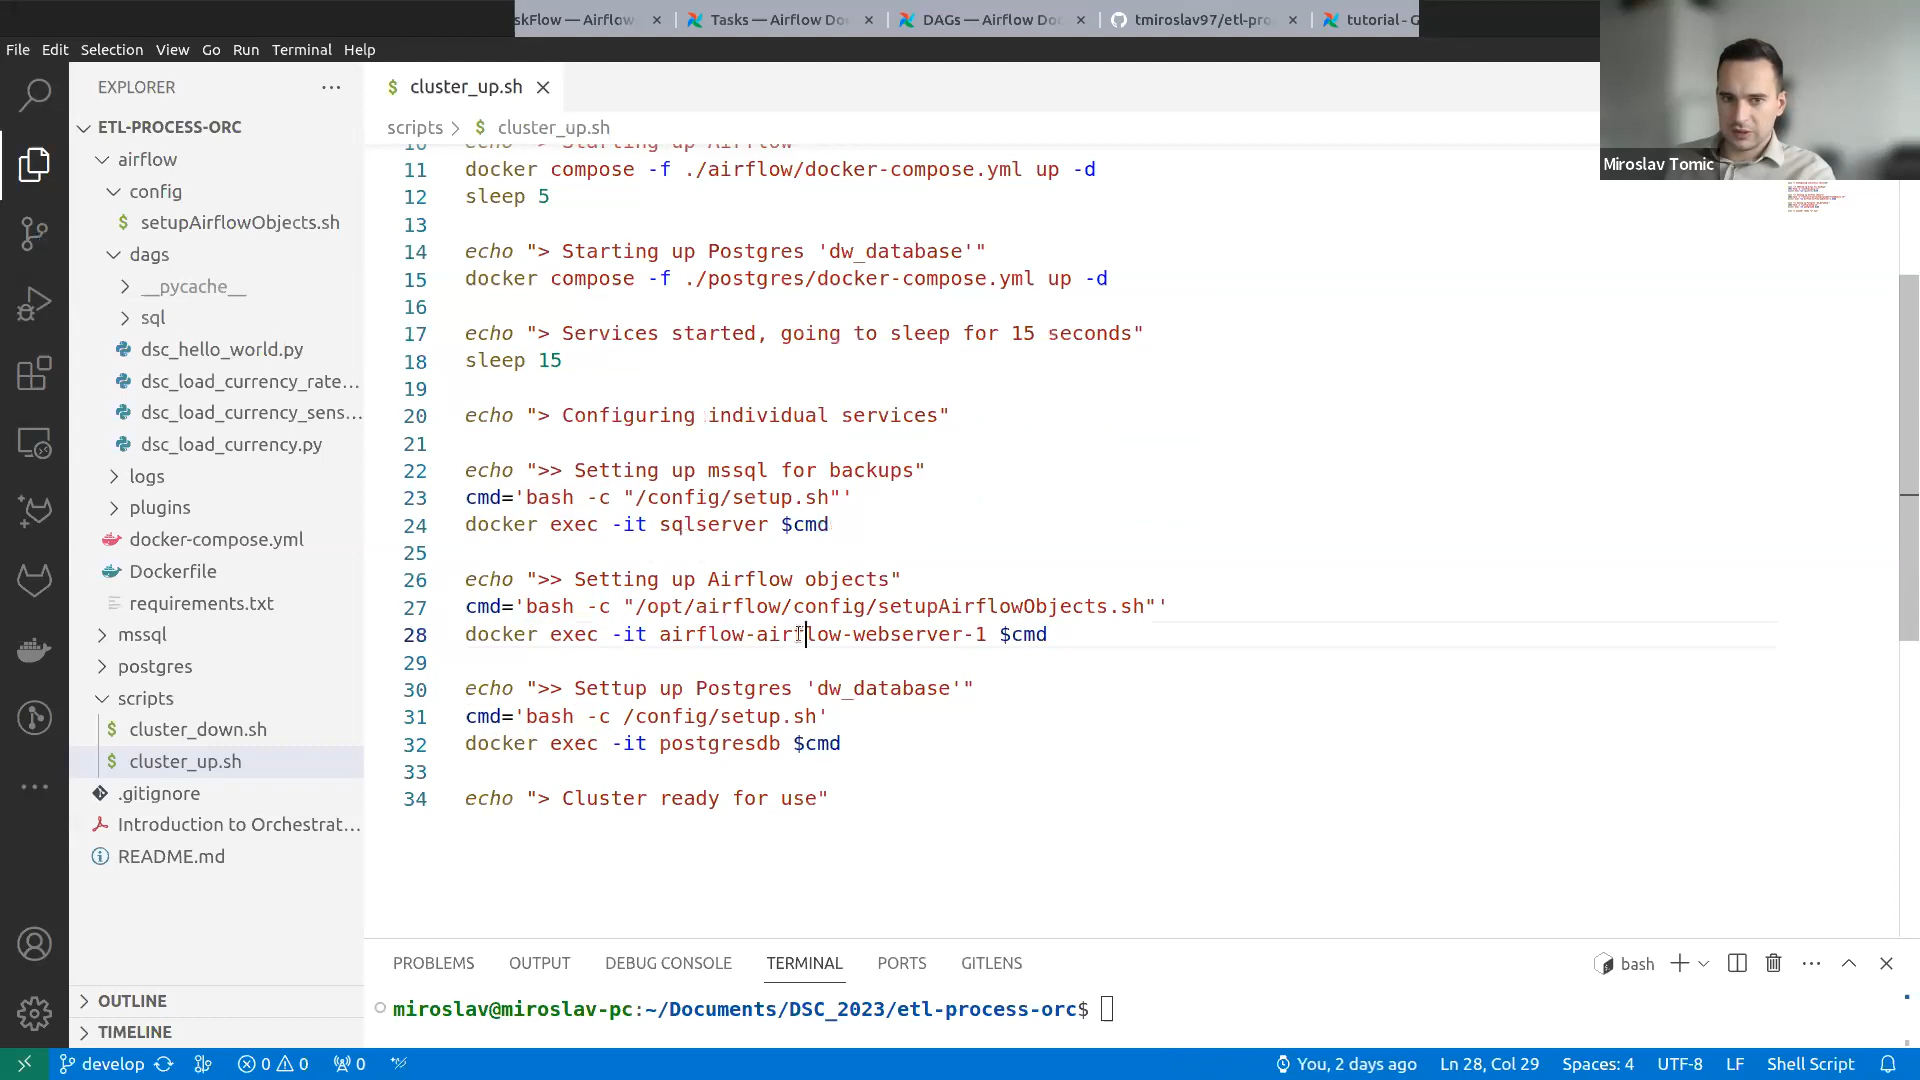 skFlow — Airflow × Tasks — Airflow Do × DAGs — Airflow Do × tmiroslav97/etl-pro × tutorial - G
File Edit Selection View Go Run Terminal Help
EXPLORER ···
$ cluster_up.sh ×
ETL-PROCESS-ORC
scripts > $ cluster_up.sh
airflow
config
$ setupAirflowObjects.sh
dags
__pycache__
sql
dsc_hello_world.py
dsc_load_currency_rate...
dsc_load_currency_sens...
dsc_load_currency.py
logs
plugins
docker-compose.yml
Dockerfile
requirements.txt
mssql
postgres
scripts
$ cluster_down.sh
$ cluster_up.sh
.gitignore
Introduction to Orchestrat...
README.md
OUTLINE
TIMELINE
10 echo "> Starting up Airflow"
11 docker compose -f ./airflow/docker-compose.yml up -d
12 sleep 5
13
14 echo "> Starting up Postgres 'dw_database'"
15 docker compose -f ./postgres/docker-compose.yml up -d
16
17 echo "> Services started, going to sleep for 15 seconds"
18 sleep 15
19
20 echo "> Configuring individual services"
21
22 echo ">> Setting up mssql for backups"
23 cmd='bash -c "/config/setup.sh"'
24 docker exec -it sqlserver $cmd
25
26 echo ">> Setting up Airflow objects"
27 cmd='bash -c "/opt/airflow/config/setupAirflowObjects.sh"'
28 docker exec -it airflow-airflow-webserver-1 $cmd
29
30 echo ">> Settup up Postgres 'dw_database'"
31 cmd='bash -c /config/setup.sh'
32 docker exec -it postgresdb $cmd
33
34 echo "> Cluster ready for use"
Miroslav Tomic
PROBLEMS OUTPUT DEBUG CONSOLE TERMINAL PORTS GITLENS bash
miroslav@miroslav-pc:~/Documents/DSC_2023/etl-process-orc$
develop 0 0 0 You, 2 days ago Ln 28, Col 29 Spaces: 4 UTF-8 LF Shell Script